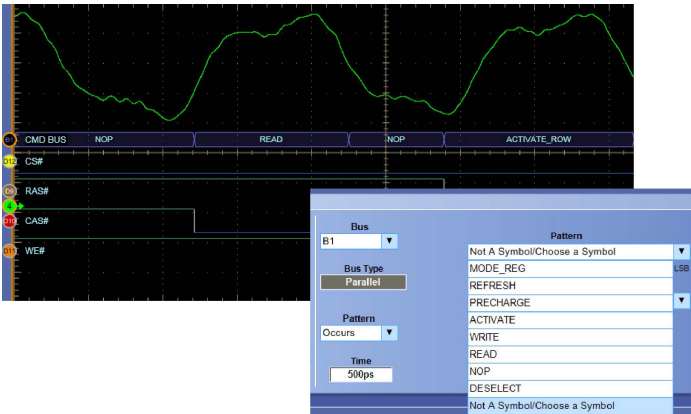 B1 CMD BUS NOP READ NOP ACTIVATE_ROW
D12 CS#
D9 RAS#
4
D10 CAS#
D11 WE#
Bus
B1
Bus Type
Parallel
Pattern
Occurs
Time
500ps
Pattern
Not A Symbol/Choose a Symbol
LSB
MODE_REG
REFRESH
PRECHARGE
ACTIVATE
WRITE
READ
NOP
DESELECT
Not A Symbol/Choose a Symbol